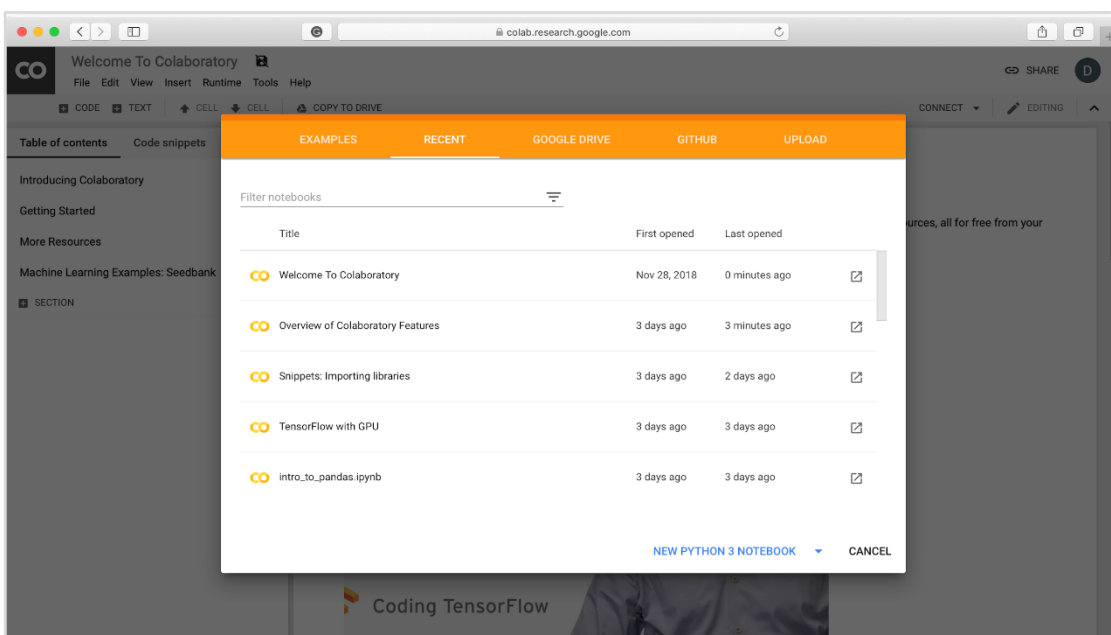 colab.research.google.com
CO
Welcome To Colaboratory
File Edit View Insert Runtime Tools Help
SHARE
D
CODE TEXT CELL CELL COPY TO DRIVE
CONNECT EDITING
Table of contents Code snippets
Introducing Colaboratory
Getting Started
More Resources
Machine Learning Examples: Seedbank
SECTION
EXAMPLES RECENT GOOGLE DRIVE GITHUB UPLOAD
Filter notebooks
Title First opened Last opened
CO Welcome To Colaboratory Nov 28, 2018 0 minutes ago
CO Overview of Colaboratory Features 3 days ago 3 minutes ago
CO Snippets: Importing libraries 3 days ago 2 days ago
CO TensorFlow with GPU 3 days ago 3 days ago
CO intro_to_pandas.ipynb 3 days ago 3 days ago
NEW PYTHON 3 NOTEBOOK CANCEL
all for free from your
Coding TensorFlow